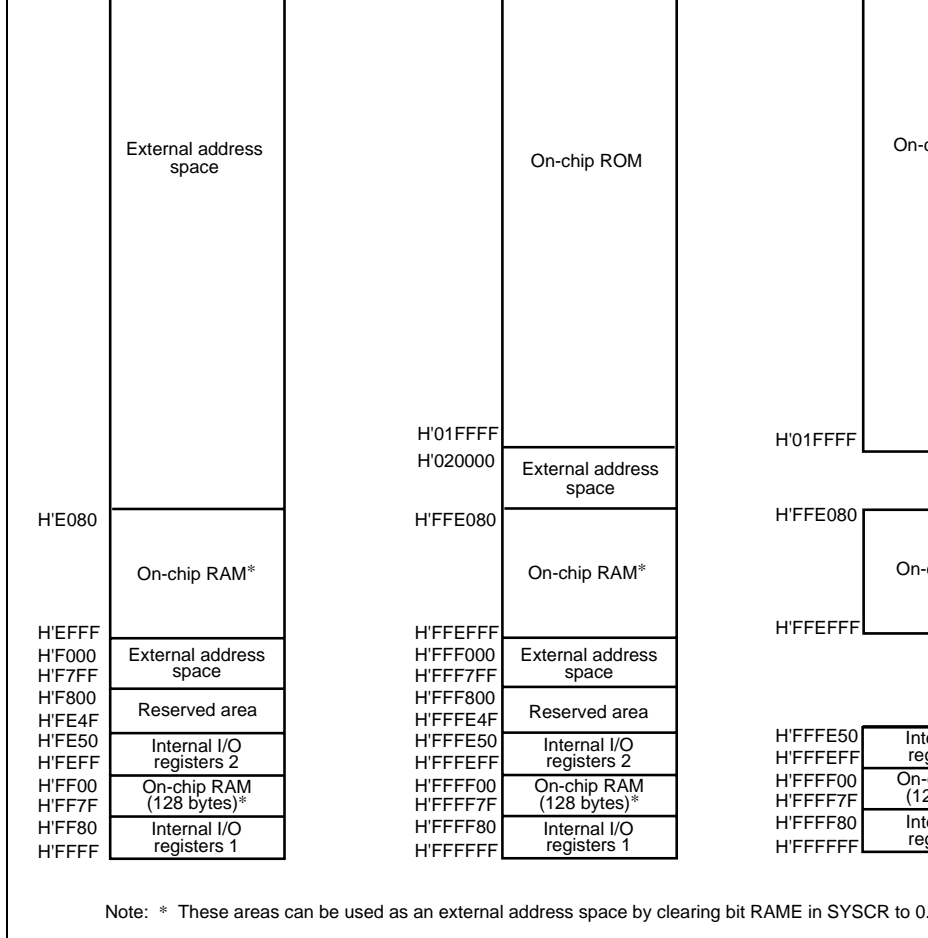 External address
space
H'E080
On-chip RAM*
H'EFFF
H'F000
External address
space
H'F7FF
H'F800
Reserved area
H'FE4F
H'FE50
Internal I/O
registers 2
H'FEFF
H'FF00
On-chip RAM
(128 bytes)*
H'FF7F
H'FF80
Internal I/O
registers 1
H'FFFF
On-chip ROM
H'01FFFF
H'020000
External address
space
H'FFE080
On-chip RAM*
H'FFEFFF
H'FFF000
External address
space
H'FFF7FF
H'FFF800
Reserved area
H'FFFE4F
H'FFFE50
Internal I/O
registers 2
H'FFFEFF
H'FFFF00
On-chip RAM
(128 bytes)*
H'FFFF7F
H'FFFF80
Internal I/O
registers 1
H'FFFFFF
H'01FFFF
H'FFE080
H'FFEFFF
H'FFFE50
H'FFFEFF
H'FFFF00
H'FFFF7F
H'FFFF80
H'FFFFFF
Note: * These areas can be used as an external address space by clearing bit RAME in SYSCR to 0.